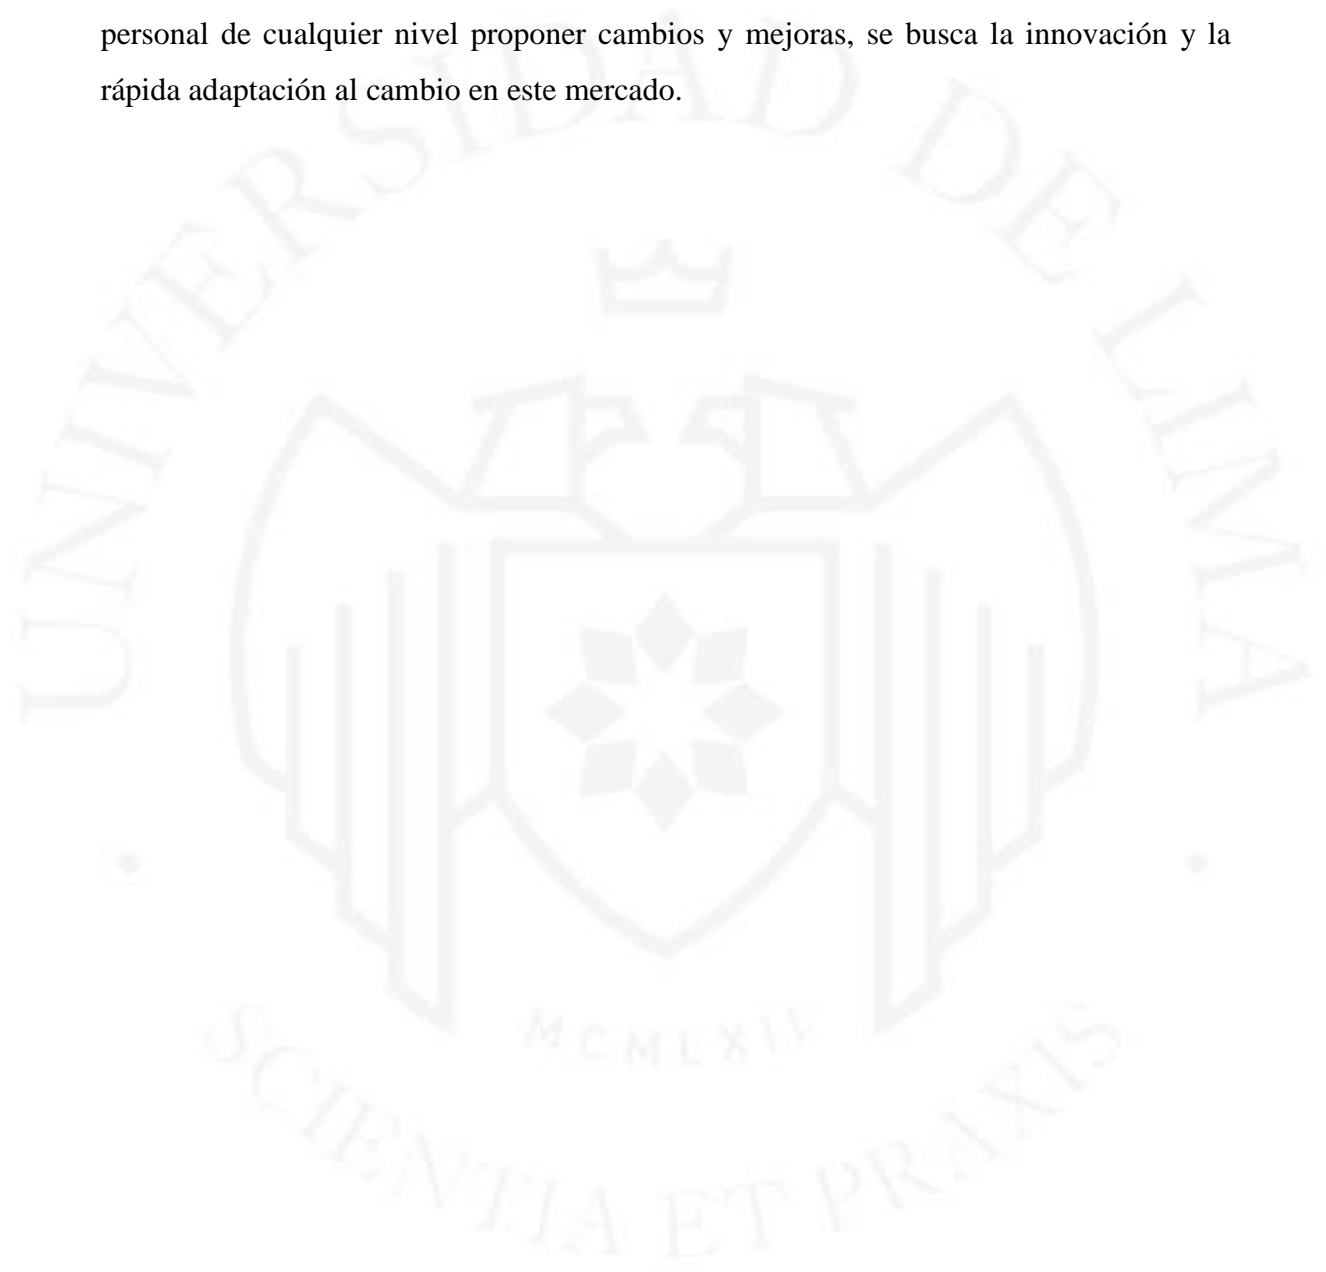 personal de cualquier nivel proponer cambios y mejoras, se busca la innovación y la
rápida adaptación al cambio en este mercado.
UNIVERSIDAD DE LIMA
MCMLXII
SCIENTIA ET PRAXIS